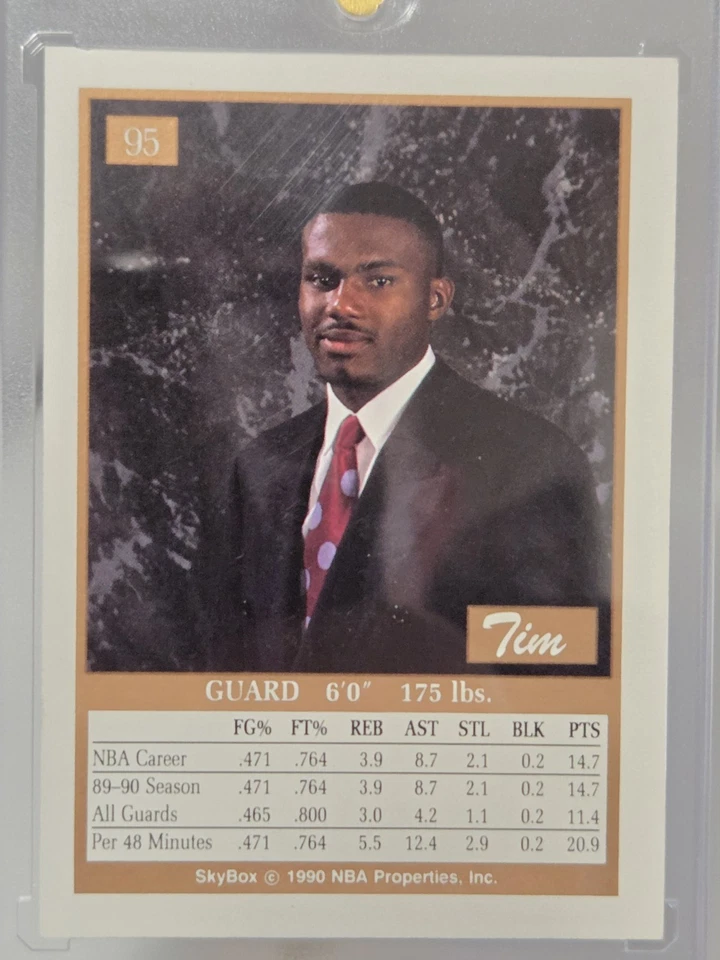 95
Tim
GUARD 6'0" 175 lbs.
FG% FT% REB AST STL BLK PTS
NBA Career .471 .764 3.9 8.7 2.1 0.2 14.7
89–90 Season .471 .764 3.9 8.7 2.1 0.2 14.7
All Guards .465 .800 3.0 4.2 1.1 0.2 11.4
Per 48 Minutes .471 .764 5.5 12.4 2.9 0.2 20.9
SkyBox © 1990 NBA Properties, Inc.